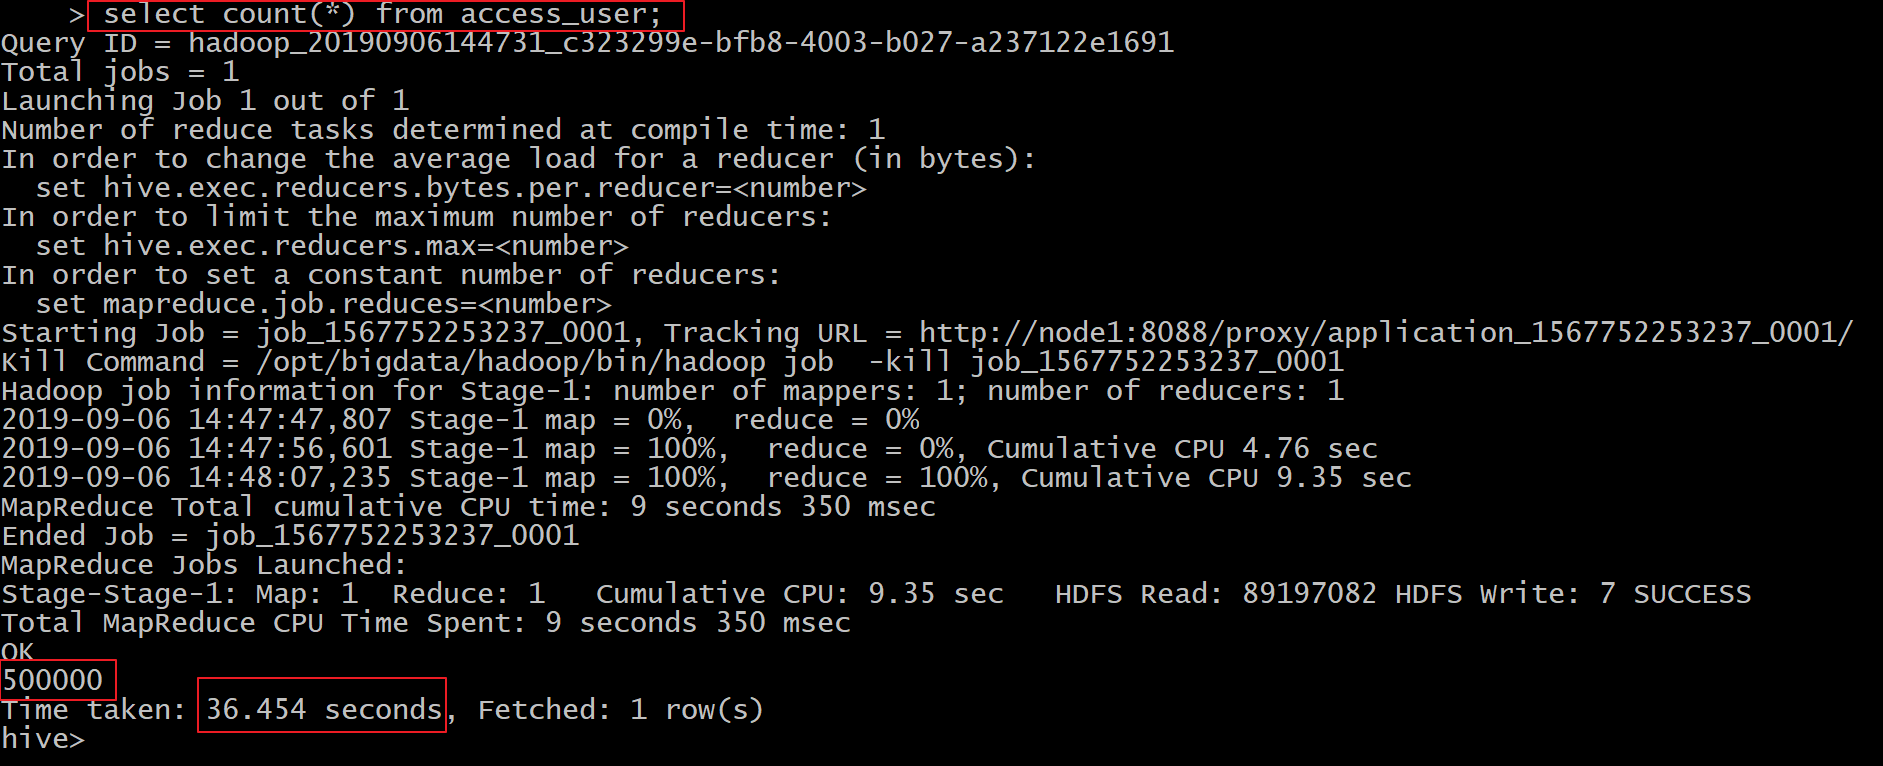 > select count(*) from access_user;
Query ID = hadoop_20190906144731_c323299e-bfb8-4003-b027-a237122e1691
Total jobs = 1
Launching Job 1 out of 1
Number of reduce tasks determined at compile time: 1
In order to change the average load for a reducer (in bytes):
  set hive.exec.reducers.bytes.per.reducer=<number>
In order to limit the maximum number of reducers:
  set hive.exec.reducers.max=<number>
In order to set a constant number of reducers:
  set mapreduce.job.reduces=<number>
Starting Job = job_1567752253237_0001, Tracking URL = http://node1:8088/proxy/application_1567752253237_0001/
Kill Command = /opt/bigdata/hadoop/bin/hadoop job  -kill job_1567752253237_0001
Hadoop job information for Stage-1: number of mappers: 1; number of reducers: 1
2019-09-06 14:47:47,807 Stage-1 map = 0%,  reduce = 0%
2019-09-06 14:47:56,601 Stage-1 map = 100%,  reduce = 0%, Cumulative CPU 4.76 sec
2019-09-06 14:48:07,235 Stage-1 map = 100%,  reduce = 100%, Cumulative CPU 9.35 sec
MapReduce Total cumulative CPU time: 9 seconds 350 msec
Ended Job = job_1567752253237_0001
MapReduce Jobs Launched:
Stage-Stage-1: Map: 1  Reduce: 1   Cumulative CPU: 9.35 sec   HDFS Read: 89197082 HDFS Write: 7 SUCCESS
Total MapReduce CPU Time Spent: 9 seconds 350 msec
OK
500000
Time taken: 36.454 seconds, Fetched: 1 row(s)
hive>